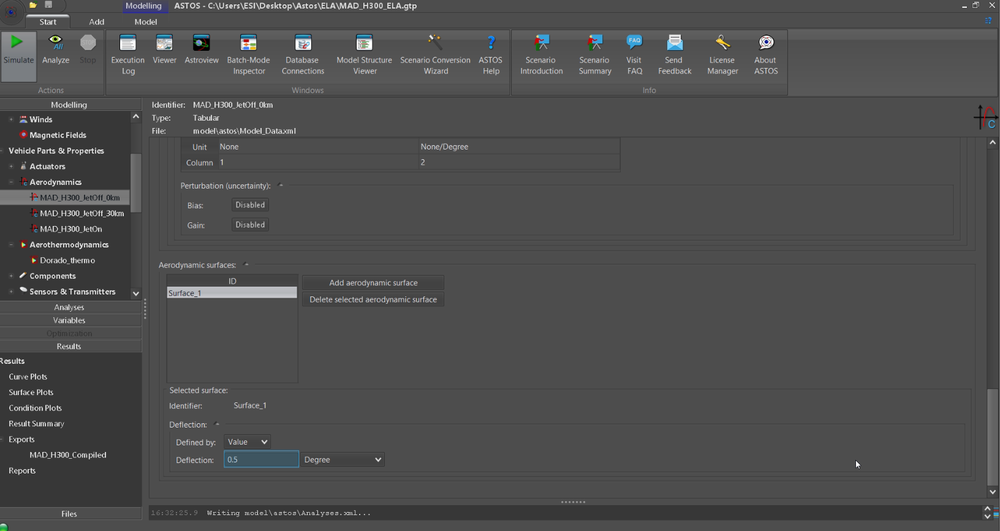 Modelling ASTOS - C:\Users\ESI\Desktop\Astos\ELA\MAD_H300_ELA.gtp
Start Add Model
Simulate
Analyze
Stop
Execution Log
Viewer
Astroview
Batch-Mode Inspector
Database Connections
Model Structure Viewer
Scenario Conversion Wizard
ASTOS Help
Scenario Introduction
Scenario Summary
Visit FAQ
Send Feedback
License Manager
About ASTOS
All
STOP
FAQ
Actions
Windows
Info
Modelling
Winds
Magnetic Fields
Vehicle Parts & Properties
Actuators
Aerodynamics
MAD_H300_JetOff_0km
MAD_H300_JetOff_30km
MAD_H300_JetOn
Aerothermodynamics
Dorado_thermo
Components
Sensors & Transmitters
Analyses
Variables
Optimization
Results
Results
Curve Plots
Surface Plots
Condition Plots
Result Summary
Exports
MAD_H300_Compiled
Reports
Files
Identifier: MAD_H300_JetOff_0km
Type: Tabular
File: model\astos\Model_Data.xml
C
Unit None None/Degree
Column 1 2
Perturbation (uncertainty):
Bias: Disabled
Gain: Disabled
Aerodynamic surfaces:
ID
Surface_1
Add aerodynamic surface
Delete selected aerodynamic surface
Selected surface:
Identifier: Surface_1
Deflection:
Defined by: Value
Deflection: 0.5 Degree
16:32:25.9 Writing model\astos\Analyses.xml...